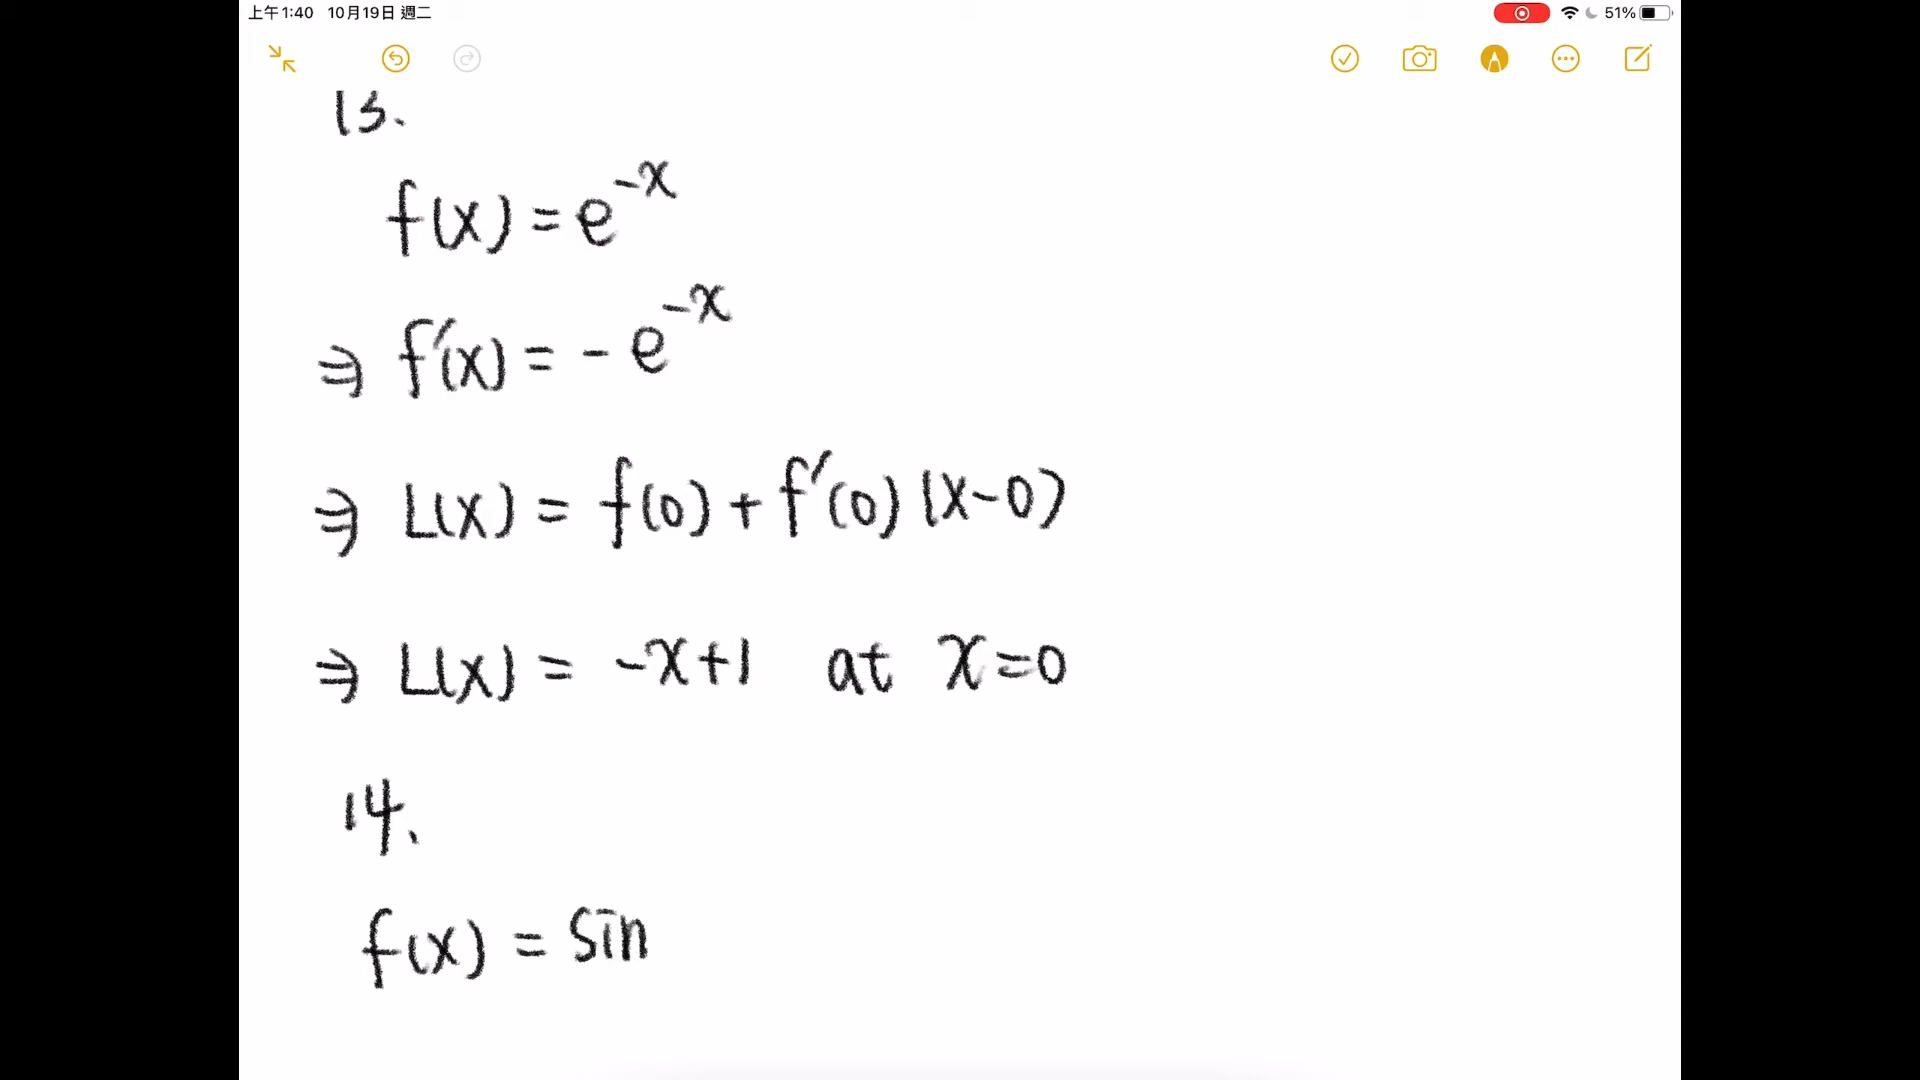 上午1:40 10月19日 週二 51%
13.
f(x) = e^{-x}
⇒ f'(x) = - e^{-x}
⇒ L(x) = f(0) + f'(0) (x-0)
⇒ L(x) = -x+1 at x=0
14.
f(x) = sin